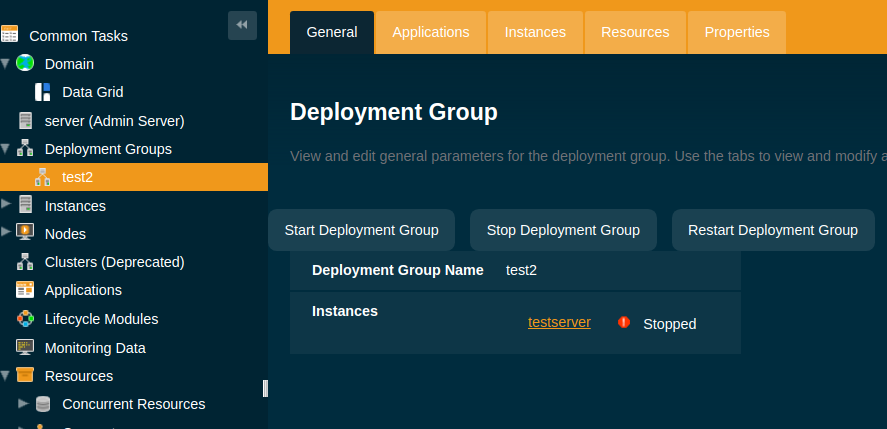 Common Tasks
Domain
Data Grid
server (Admin Server)
Deployment Groups
test2
Instances
Nodes
Clusters (Deprecated)
Applications
Lifecycle Modules
Monitoring Data
Resources
Concurrent Resources
General Applications Instances Resources Properties
Deployment Group
View and edit general parameters for the deployment group. Use the tabs to view and modify
Start Deployment Group Stop Deployment Group Restart Deployment Group
Deployment Group Name test2
Instances
testserver Stopped